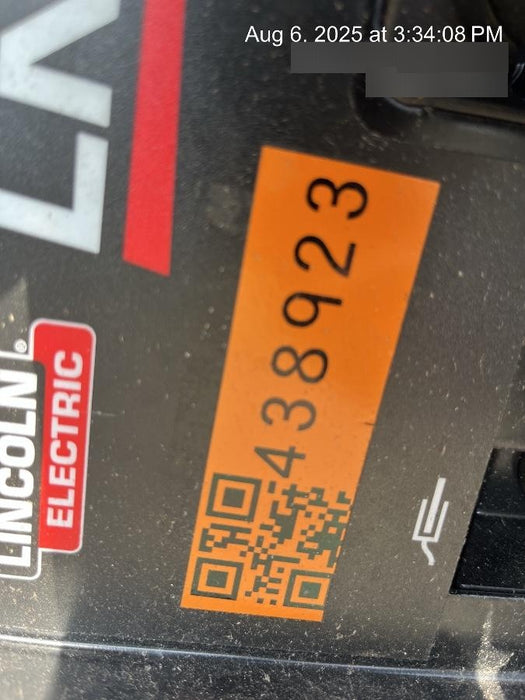 Aug 6. 2025 at 3:34:08 PM
LINCOLN®
ELECTRIC
438923